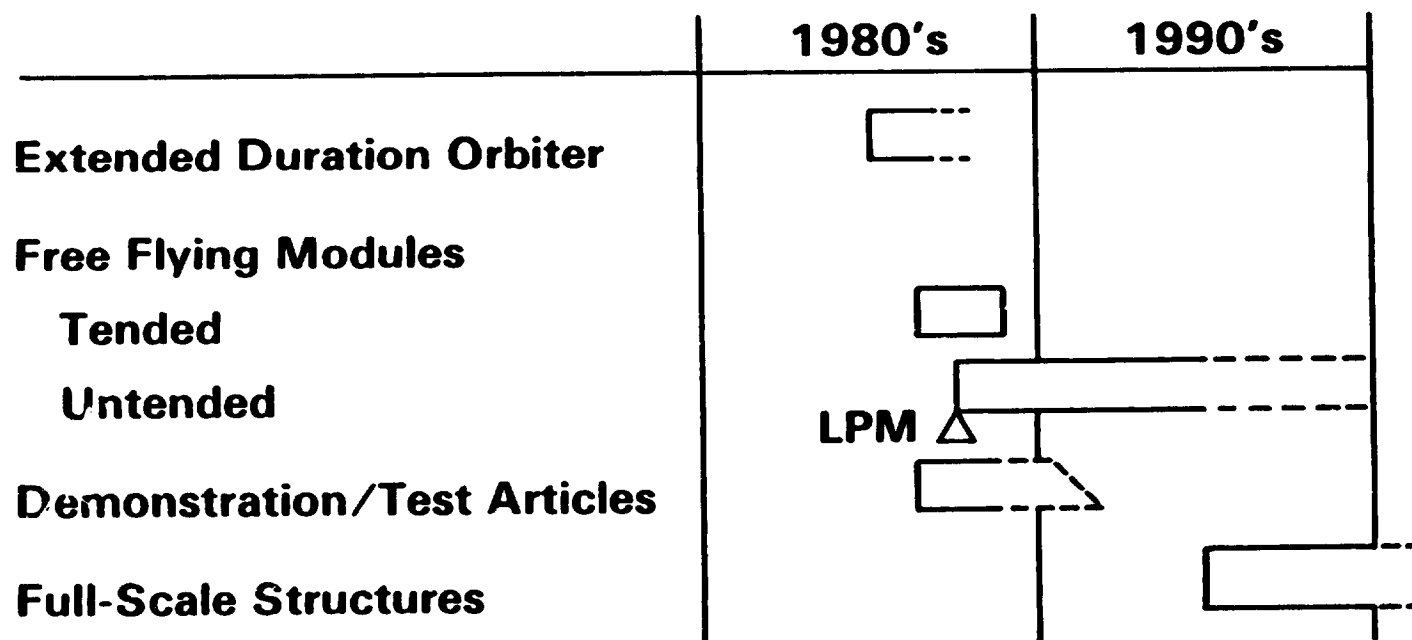 1980's 1990's
Extended Duration Orbiter
Free Flying Modules
Tended
Untended
LPM
Demonstration/Test Articles
Full-Scale Structures